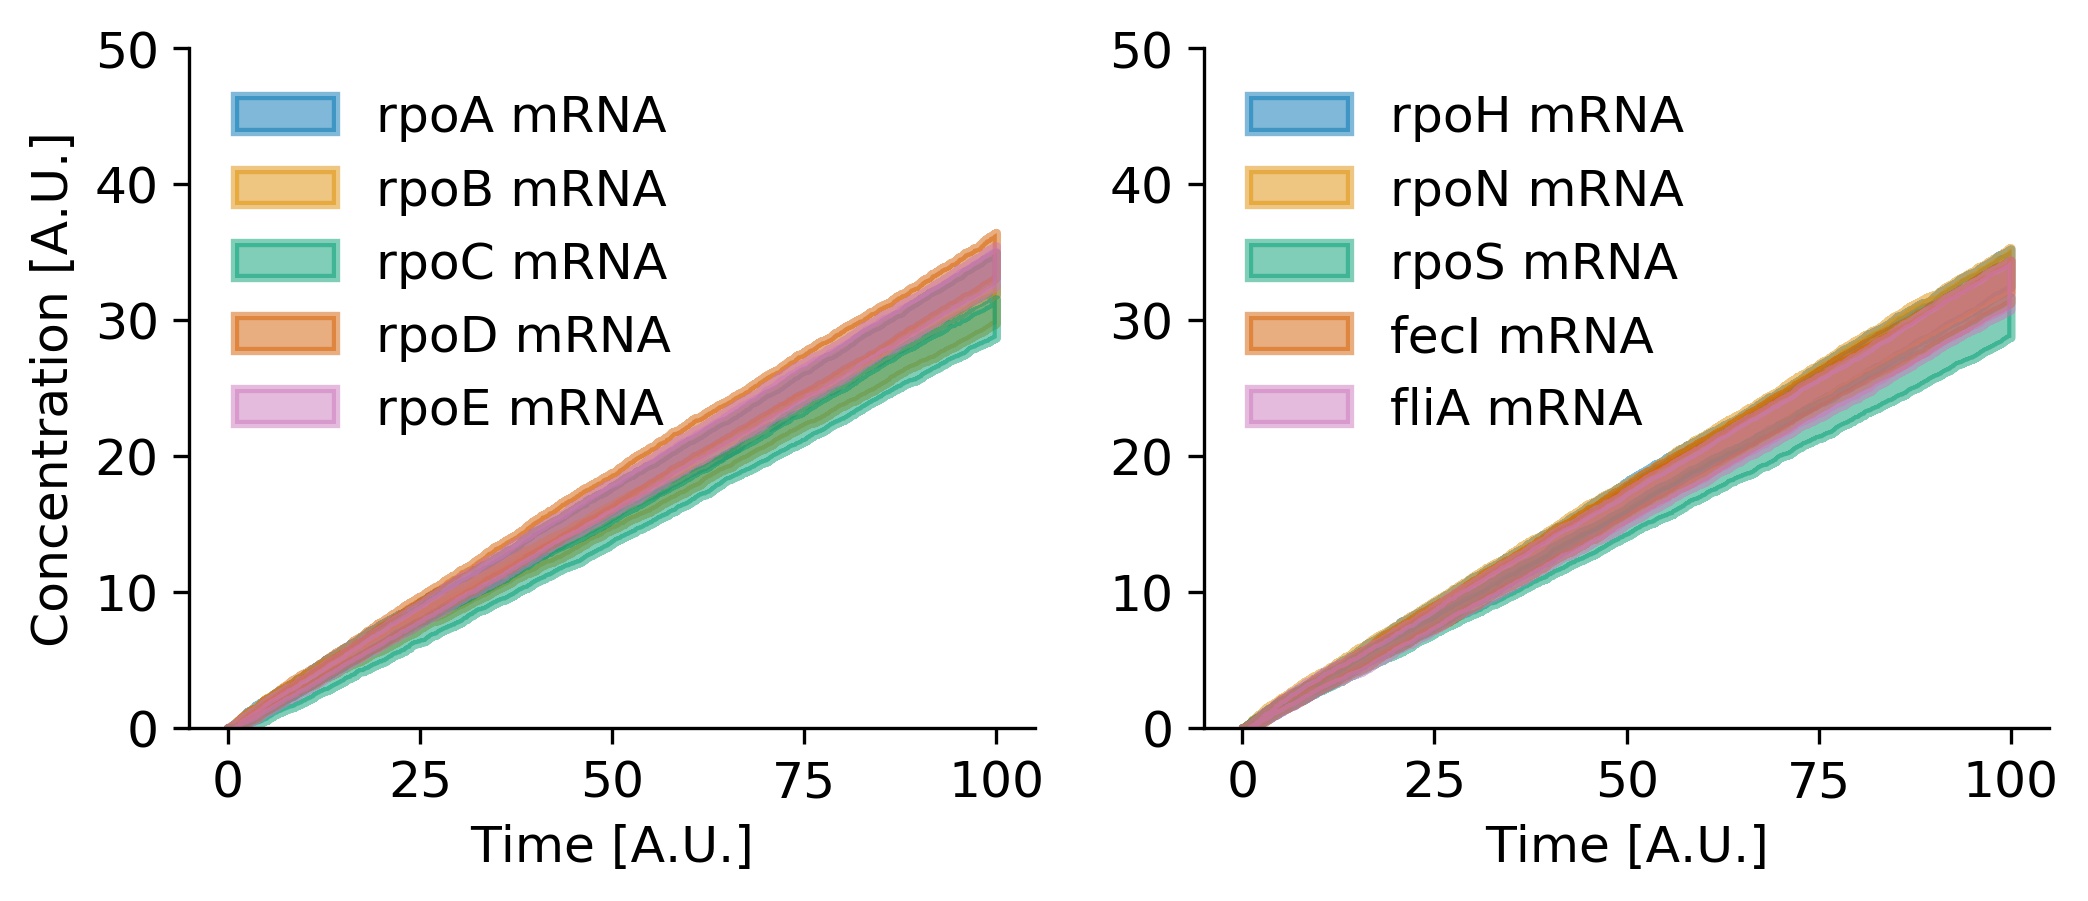 Concentration [A.U.]
50
40
30
20
10
0
rpoA mRNA
rpoB mRNA
rpoC mRNA
rpoD mRNA
rpoE mRNA
0 25 50 75 100
Time [A.U.]
50
40
30
20
10
0
rpoH mRNA
rpoN mRNA
rpoS mRNA
fecI mRNA
fliA mRNA
0 25 50 75 100
Time [A.U.]